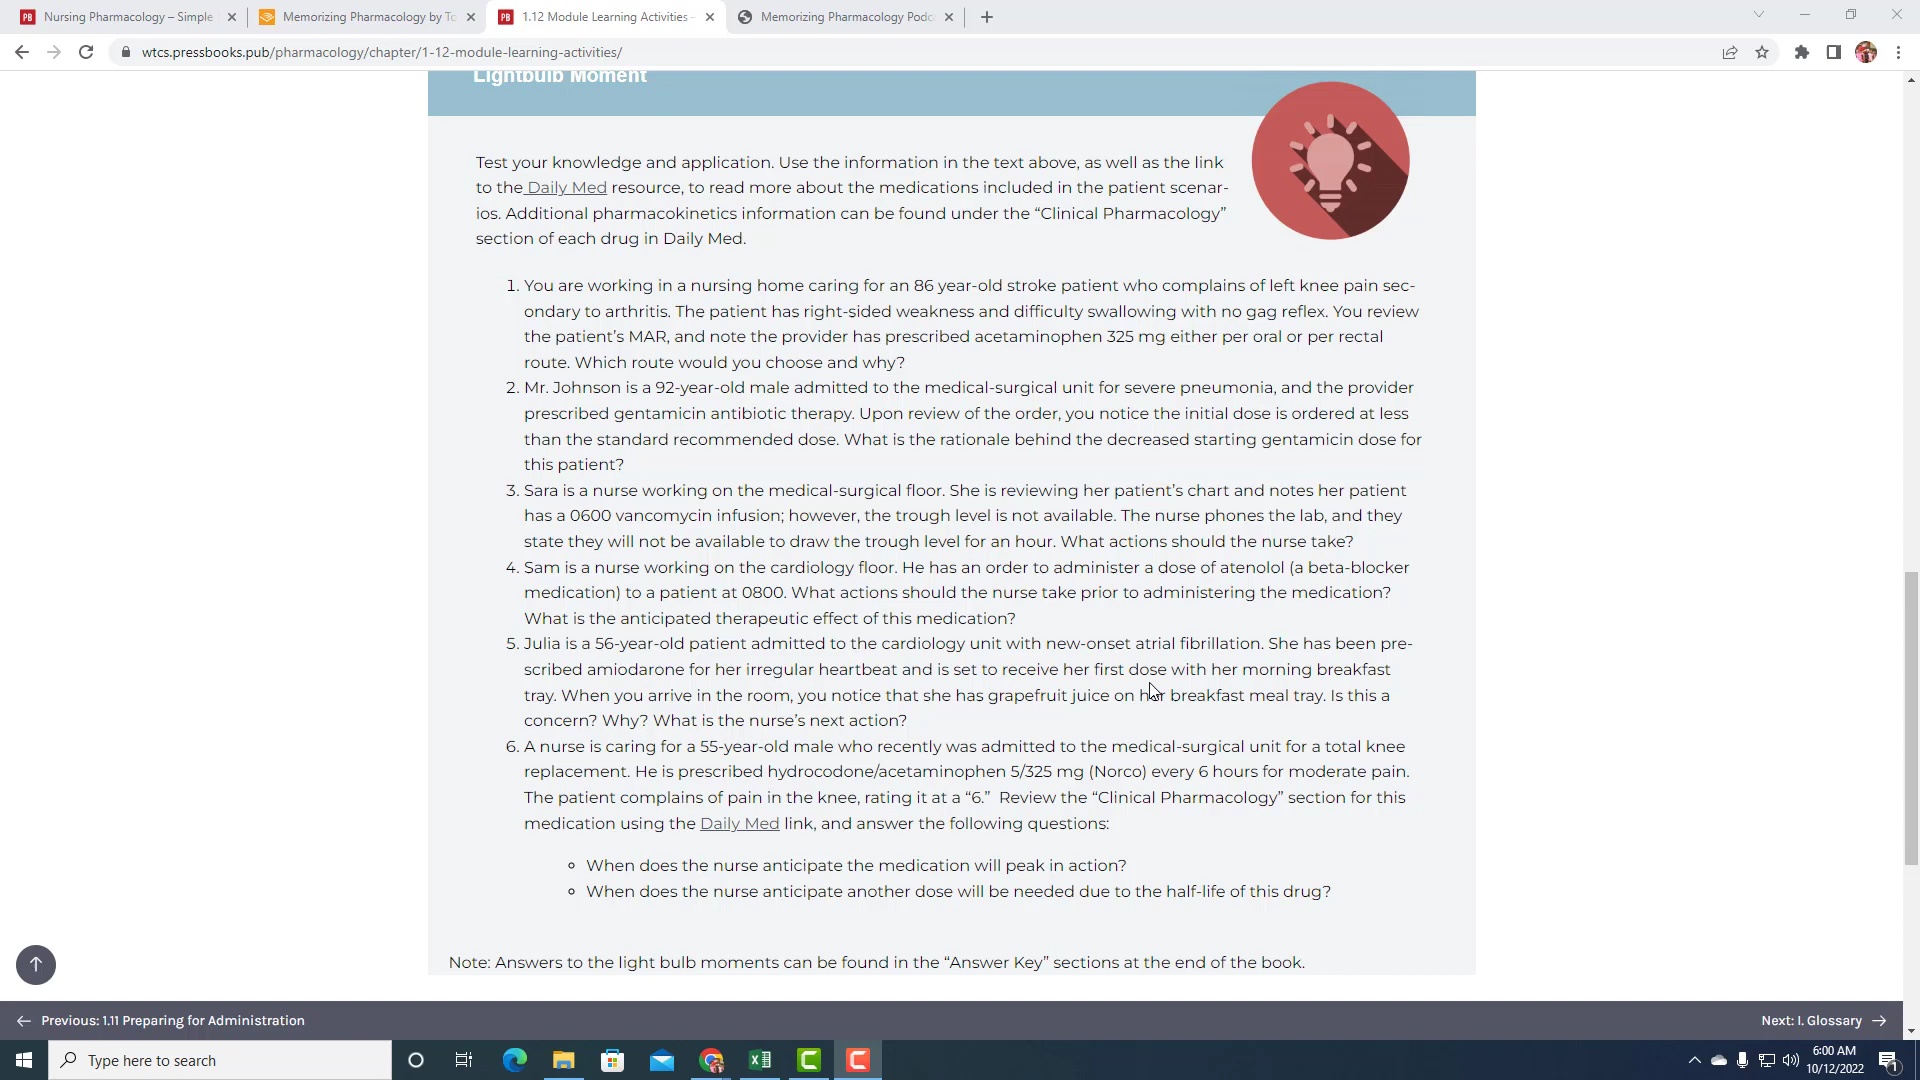 Nursing Pharmacology – Simple
Memorizing Pharmacology by To
1.12 Module Learning Activities –
Memorizing Pharmacology Podc
wtcs.pressbooks.pub/pharmacology/chapter/1-12-module-learning-activities/
Lightbulb Moment
Test your knowledge and application. Use the information in the text above, as well as the link
to the Daily Med resource, to read more about the medications included in the patient scenar-
ios. Additional pharmacokinetics information can be found under the “Clinical Pharmacology”
section of each drug in Daily Med.
1. You are working in a nursing home caring for an 86 year-old stroke patient who complains of left knee pain sec-
ondary to arthritis. The patient has right-sided weakness and difficulty swallowing with no gag reflex. You review
the patient’s MAR, and note the provider has prescribed acetaminophen 325 mg either per oral or per rectal
route. Which route would you choose and why?
2. Mr. Johnson is a 92-year-old male admitted to the medical-surgical unit for severe pneumonia, and the provider
prescribed gentamicin antibiotic therapy. Upon review of the order, you notice the initial dose is ordered at less
than the standard recommended dose. What is the rationale behind the decreased starting gentamicin dose for
this patient?
3. Sara is a nurse working on the medical-surgical floor. She is reviewing her patient’s chart and notes her patient
has a 0600 vancomycin infusion; however, the trough level is not available. The nurse phones the lab, and they
state they will not be available to draw the trough level for an hour. What actions should the nurse take?
4. Sam is a nurse working on the cardiology floor. He has an order to administer a dose of atenolol (a beta-blocker
medication) to a patient at 0800. What actions should the nurse take prior to administering the medication?
What is the anticipated therapeutic effect of this medication?
5. Julia is a 56-year-old patient admitted to the cardiology unit with new-onset atrial fibrillation. She has been pre-
scribed amiodarone for her irregular heartbeat and is set to receive her first dose with her morning breakfast
tray. When you arrive in the room, you notice that she has grapefruit juice on her breakfast meal tray. Is this a
concern? Why? What is the nurse’s next action?
6. A nurse is caring for a 55-year-old male who recently was admitted to the medical-surgical unit for a total knee
replacement. He is prescribed hydrocodone/acetaminophen 5/325 mg (Norco) every 6 hours for moderate pain.
The patient complains of pain in the knee, rating it at a “6.” Review the “Clinical Pharmacology” section for this
medication using the Daily Med link, and answer the following questions:
When does the nurse anticipate the medication will peak in action?
When does the nurse anticipate another dose will be needed due to the half-life of this drug?
Note: Answers to the light bulb moments can be found in the “Answer Key” sections at the end of the book.
Previous: 1.11 Preparing for Administration
Next: I. Glossary
Type here to search
6:00 AM
10/12/2022
1